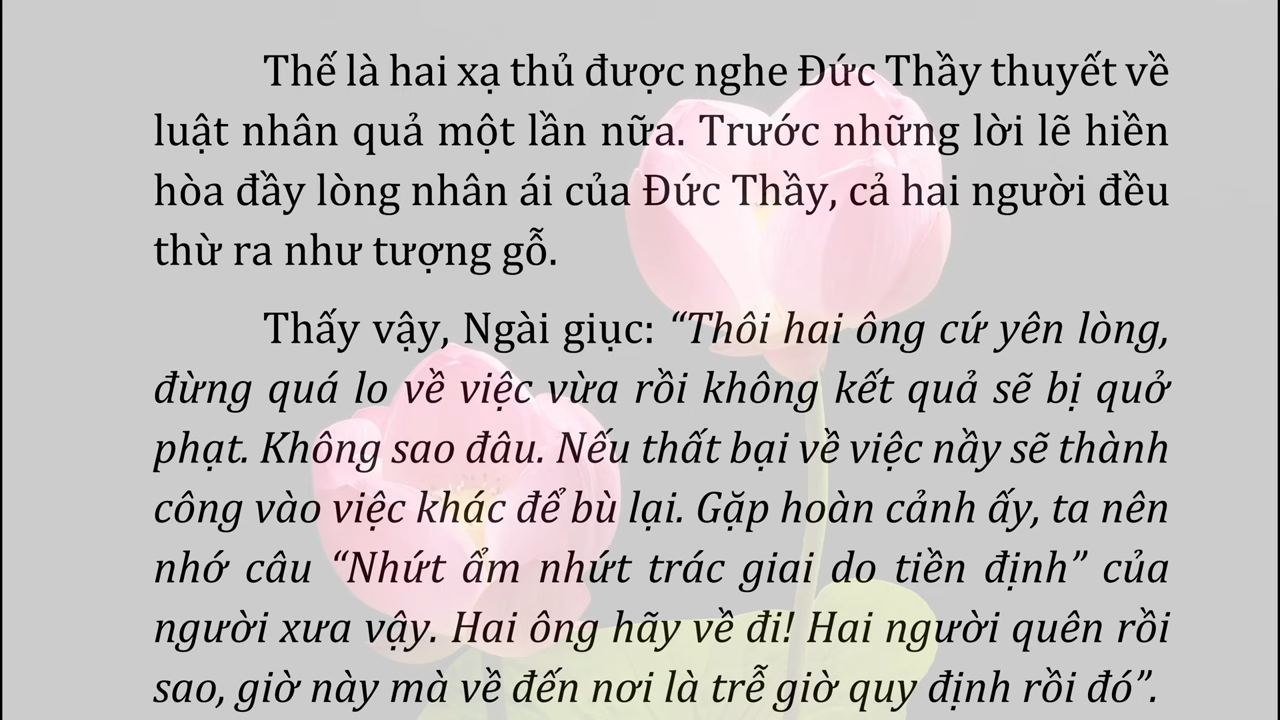 Thế là hai xạ thủ được nghe Đức Thầy thuyết về
luật nhân quả một lần nữa. Trước những lời lẽ hiền
hòa đầy lòng nhân ái của Đức Thầy, cả hai người đều
thừ ra như tượng gỗ.
Thấy vậy, Ngài giục: “Thôi hai ông cứ yên lòng,
đừng quá lo về việc vừa rồi không kết quả sẽ bị quở
phạt. Không sao đâu. Nếu thất bại về việc nầy sẽ thành
công vào việc khác để bù lại. Gặp hoàn cảnh ấy, ta nên
nhớ câu “Nhứt ẩm nhứt trác giai do tiền định” của
người xưa vậy. Hai ông hãy về đi! Hai người quên rồi
sao, giờ này mà về đến nơi là trễ giờ quy định rồi đó”.